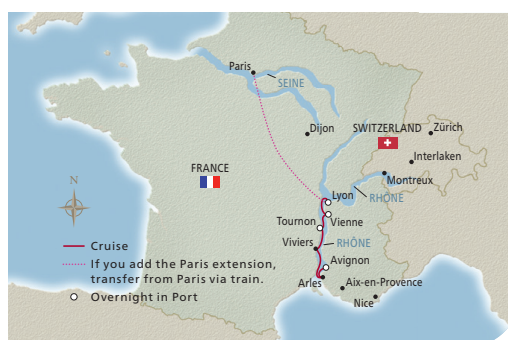 Paris
SEINE
Dijon
SWITZERLAND
Zürich
Interlaken
FRANCE
Montreux
RHÔNE
Lyon
N
Tournon
Vienne
Viviers
RHÔNE
Cruise
Avignon
If you add the Paris extension,
transfer from Paris via train.
Arles
Aix-en-Provence
Overnight in Port
Nice